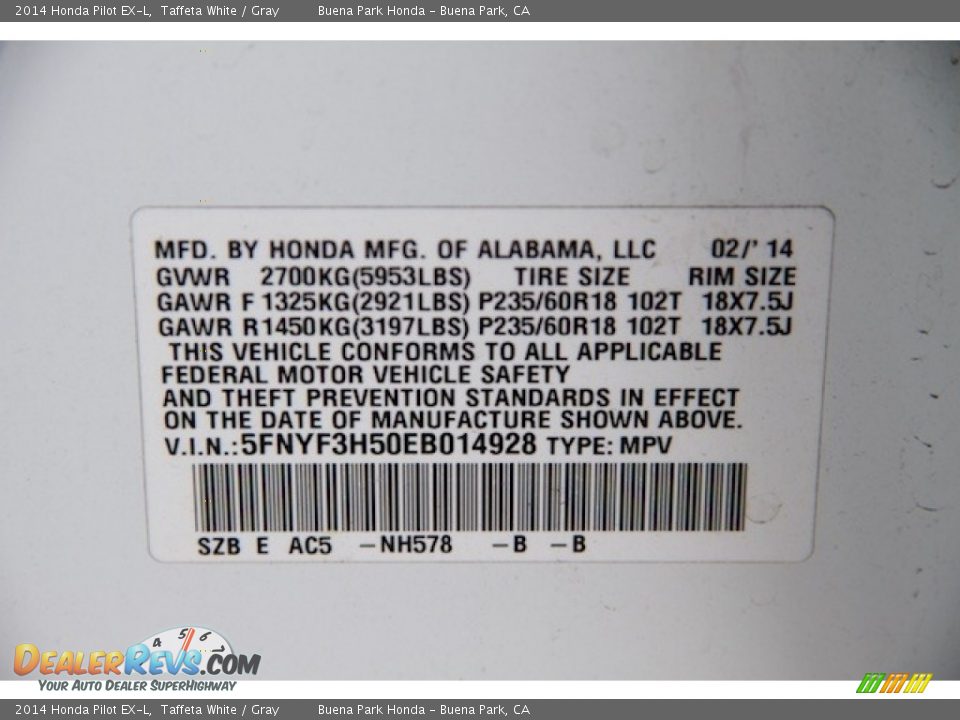 2014 Honda Pilot EX-L, Taffeta White / Gray Buena Park Honda - Buena Park, CA
MFD. BY HONDA MFG. OF ALABAMA, LLC 02/' 14
GVWR 2700KG(5953LBS) TIRE SIZE RIM SIZE
GAWR F 1325KG(2921LBS) P235/60R18 102T 18X7.5J
GAWR R1450KG(3197LBS) P235/60R18 102T 18X7.5J
THIS VEHICLE CONFORMS TO ALL APPLICABLE
FEDERAL MOTOR VEHICLE SAFETY
AND THEFT PREVENTION STANDARDS IN EFFECT
ON THE DATE OF MANUFACTURE SHOWN ABOVE.
V.I.N.:5FNYF3H50EB014928 TYPE: MPV
SZB E AC5 -NH578 -B -B
4 5 6
DEALERREVS.COM
YOUR AUTO DEALER SUPERHIGHWAY
2014 Honda Pilot EX-L, Taffeta White / Gray Buena Park Honda - Buena Park, CA